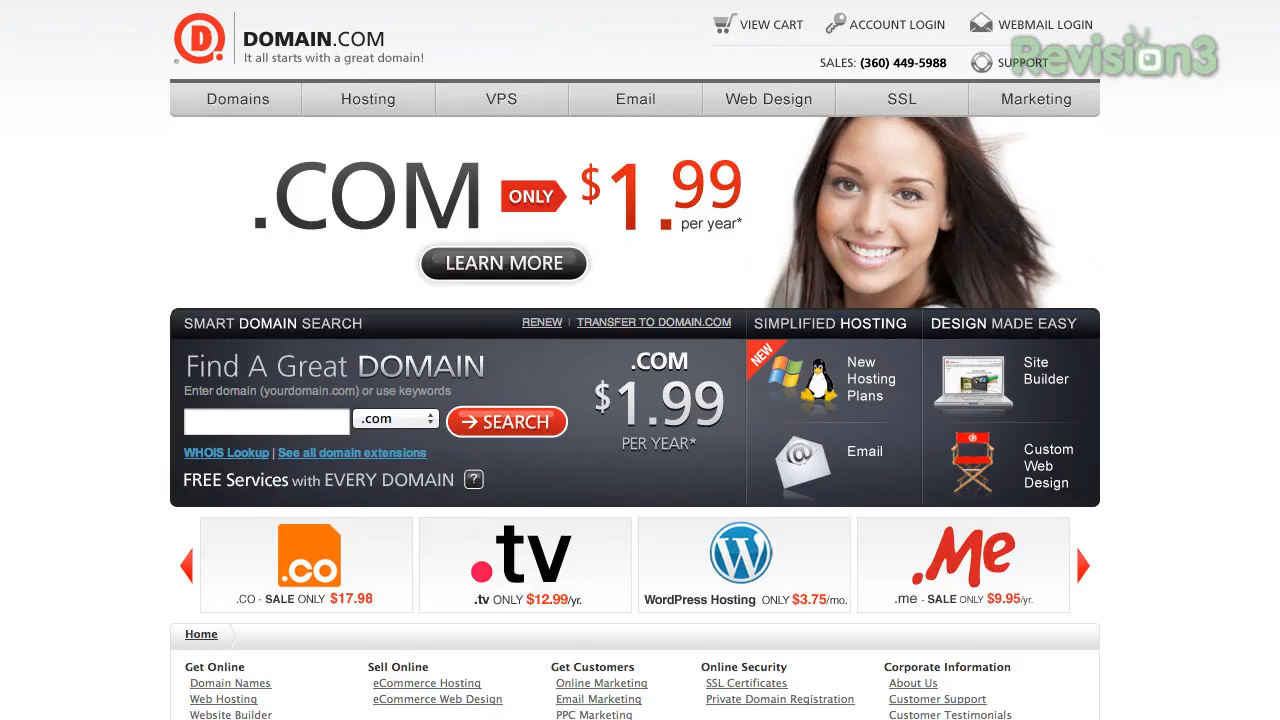 DOMAIN.COM
It all starts with a great domain!
VIEW CART
ACCOUNT LOGIN
WEBMAIL LOGIN
SALES: (360) 449-5988
SUPPORT
Revision3
Domains
Hosting
VPS
Email
Web Design
SSL
Marketing
.COM ONLY $1.99
per year*
LEARN MORE
SMART DOMAIN SEARCH
RENEW | TRANSFER TO DOMAIN.COM
SIMPLIFIED HOSTING
DESIGN MADE EASY
Find A Great DOMAIN
Enter domain (yourdomain.com) or use keywords
.com
SEARCH
WHOIS Lookup | See all domain extensions
FREE Services with EVERY DOMAIN ?
.COM
$1.99
PER YEAR*
NEW
New
Hosting
Plans
Email
Site
Builder
Custom
Web
Design
.co
.CO - SALE ONLY $17.98
.tv
.tv ONLY $12.99/yr.
WordPress Hosting ONLY $3.75/mo.
.Me
.me - SALE ONLY $9.95/yr.
Home
Get Online
Domain Names
Web Hosting
Website Builder
Sell Online
eCommerce Hosting
eCommerce Web Design
Get Customers
Online Marketing
Email Marketing
PPC Marketing
Online Security
SSL Certificates
Private Domain Registration
Corporate Information
About Us
Customer Support
Customer Testimonials